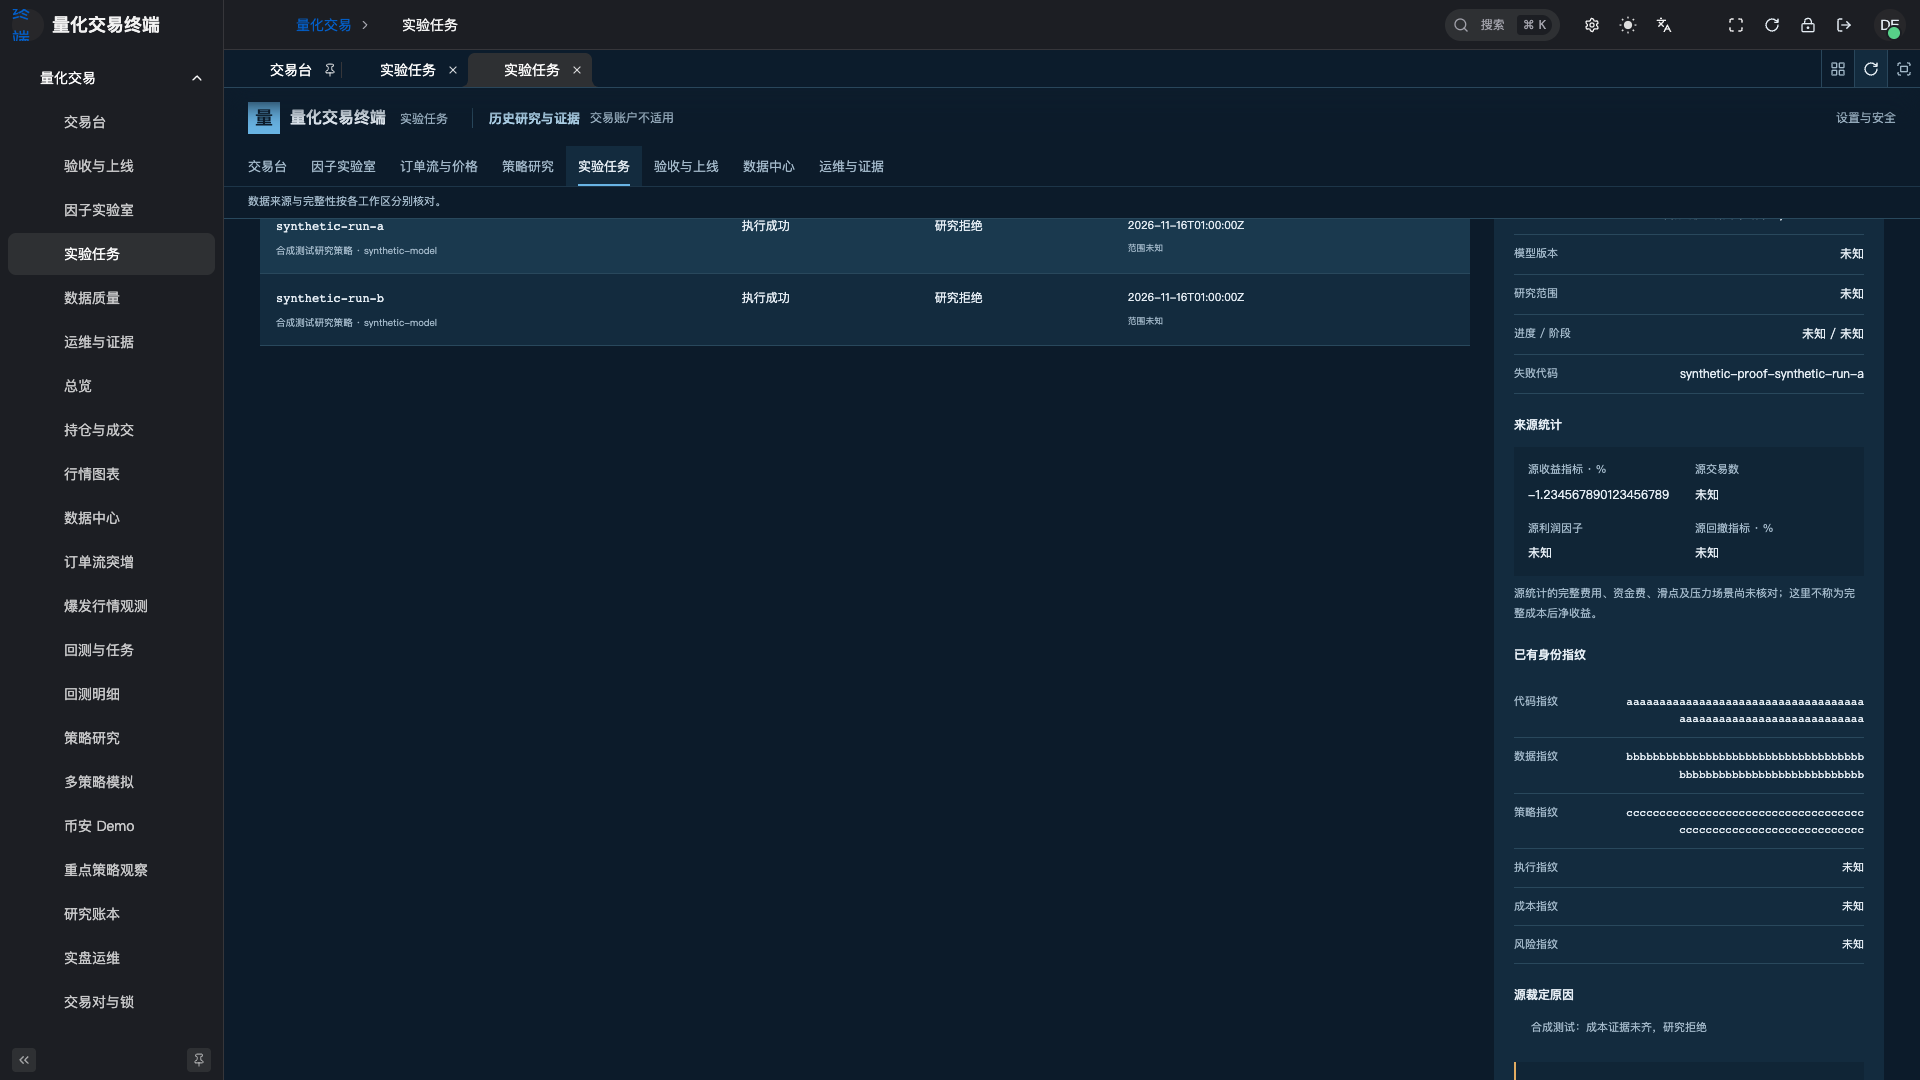 量化交易终端
量化交易
交易台
验收与上线
因子实验室
实验任务
数据质量
运维与证据
总览
持仓与成交
行情图表
数据中心
订单流突增
爆发行情观测
回测与任务
回测明细
策略研究
多策略模拟
币安 Demo
重点策略观察
研究账本
实盘运维
交易对与锁
量化交易
实验任务
搜索 ⌘ K
交易台
实验任务
实验任务
量 量化交易终端 实验任务 历史研究与证据 交易账户不适用
设置与安全
交易台 因子实验室 订单流与价格 策略研究 实验任务 验收与上线 数据中心 运维与证据
数据来源与完整性按各工作区分别核对。
synthetic-run-a 执行成功 研究拒绝 2026-11-16T01:00:00Z
合成测试研究策略 · synthetic-model 范围未知
synthetic-run-b 执行成功 研究拒绝 2026-11-16T01:00:00Z
合成测试研究策略 · synthetic-model 范围未知
模型版本 未知
研究范围 未知
进度 / 阶段 未知 / 未知
失败代码 synthetic-proof-synthetic-run-a
来源统计
源收益指标 · % 源交易数
-1.234567890123456789 未知
源利润因子 源回撤指标 · %
未知 未知
源统计的完整费用、资金费、滑点及压力场景尚未核对；这里不称为完
整成本后净收益。
已有身份指纹
代码指纹 aaaaaaaaaaaaaaaaaaaaaaaaaaaaaaaaaaaa
aaaaaaaaaaaaaaaaaaaaaaaaaaaa
数据指纹 bbbbbbbbbbbbbbbbbbbbbbbbbbbbbbbbbbbb
bbbbbbbbbbbbbbbbbbbbbbbbbbbb
策略指纹 cccccccccccccccccccccccccccccccccccc
cccccccccccccccccccccccccccc
执行指纹 未知
成本指纹 未知
风险指纹 未知
源裁定原因
合成测试：成本证据未齐，研究拒绝